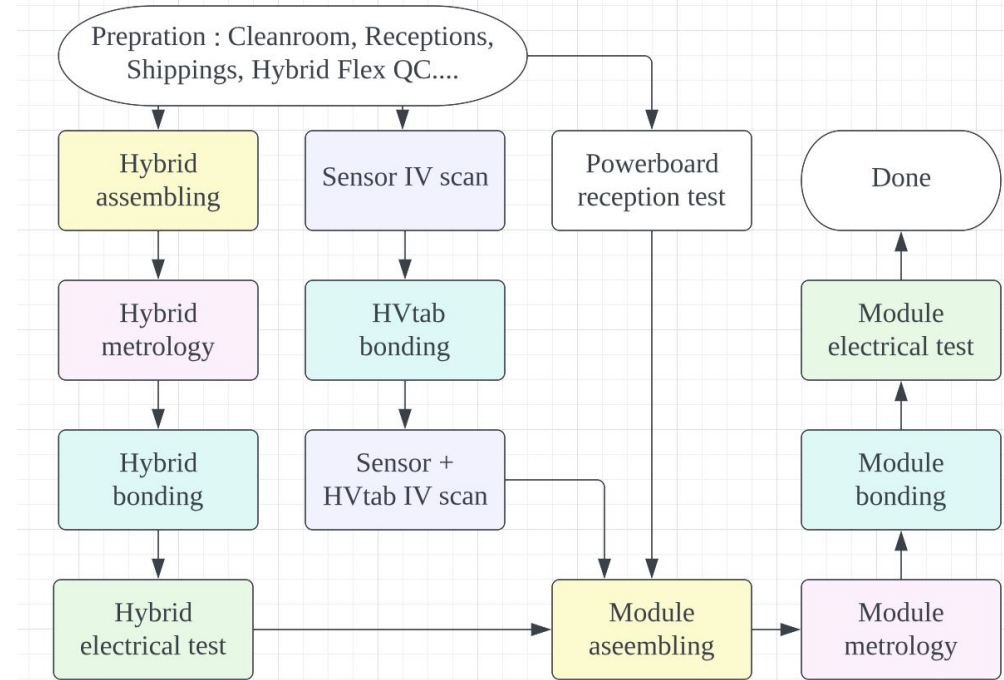 Prepration : Cleanroom, Receptions,
Shippings, Hybrid Flex QC....
Hybrid
assembling
Sensor IV scan
Powerboard
reception test
Done
Hybrid
metrology
HVtab
bonding
Module
electrical test
Hybrid
bonding
Sensor +
HVtab IV scan
Module
bonding
Hybrid
electrical test
Module
aseembling
Module
metrology